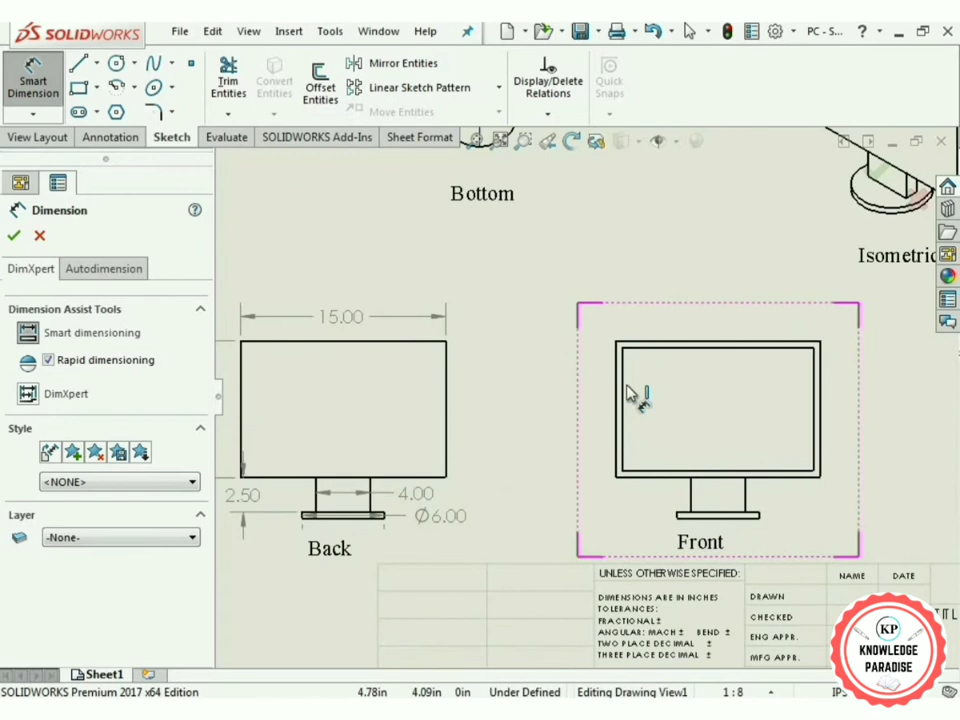 SOLIDWORKS
File Edit View Insert Tools Window Help
PC - S...
Smart Dimension
Trim Entities
Convert Entities
Offset Entities
Mirror Entities
Linear Sketch Pattern
Move Entities
Display/Delete Relations
Quick Snaps
View Layout Annotation Sketch Evaluate SOLIDWORKS Add-Ins Sheet Format
Dimension
DimXpert Autodimension
Dimension Assist Tools
Smart dimensioning
Rapid dimensioning
DimXpert
Style
<NONE>
Layer
-None-
Bottom
Isometric
15.00
2.50
4.00
Ø6.00
Back
Front
UNLESS OTHERWISE SPECIFIED:
DIMENSIONS ARE IN INCHES
TOLERANCES:
FRACTIONAL ±
ANGULAR: MACH ± BEND ±
TWO PLACE DECIMAL ±
THREE PLACE DECIMAL ±
NAME DATE
DRAWN
CHECKED
ENG APPR.
MFG APPR.
KP
KNOWLEDGE
PARADISE
Sheet1
SOLIDWORKS Premium 2017 x64 Edition
4.78in 4.09in 0in Under Defined Editing Drawing View1 1:8